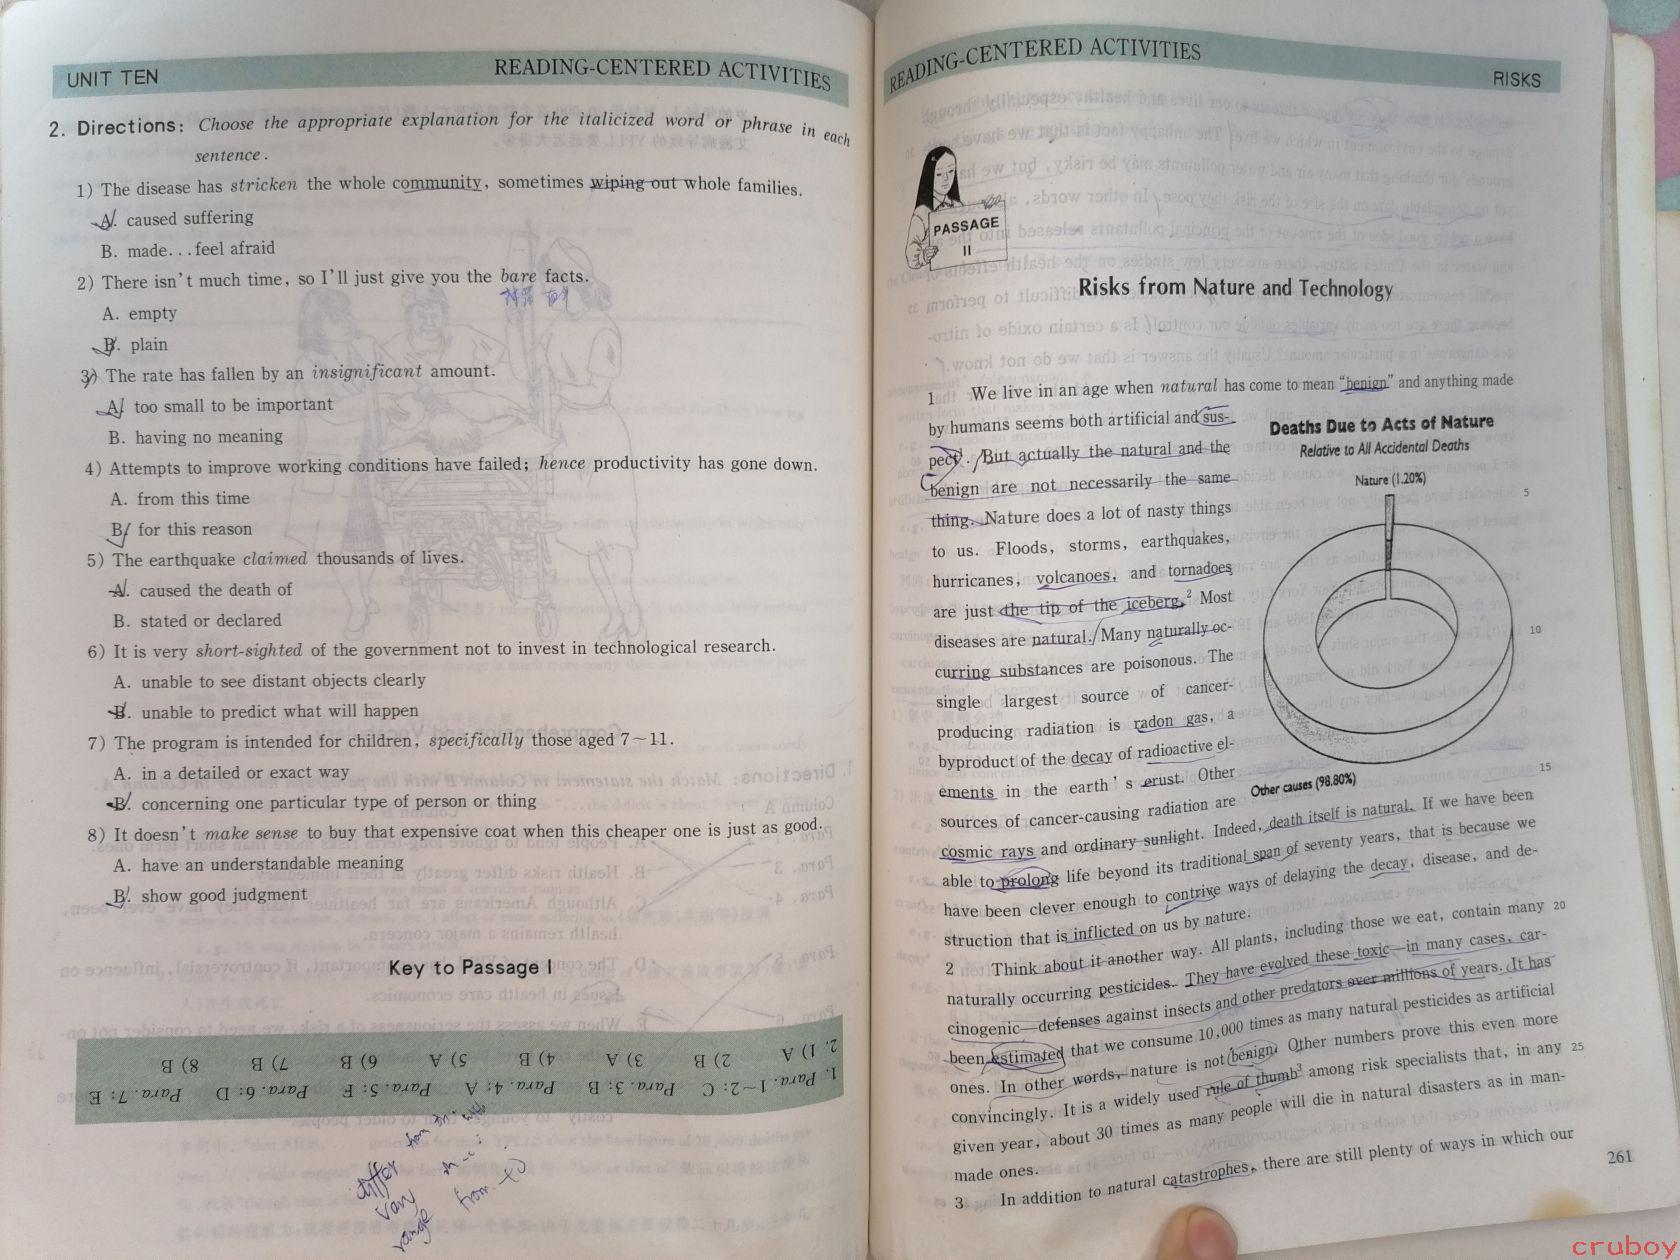 UNIT TEN
READING-CENTERED ACTIVITIES
2. Directions: Choose the appropriate explanation for the italicized word or phrase in each
sentence.
1) The disease has stricken the whole community, sometimes wiping out whole families.
A. caused suffering
B. made...feel afraid
2) There isn't much time, so I'll just give you the bare facts.
A. empty
B. plain
3) The rate has fallen by an insignificant amount.
A. too small to be important
B. having no meaning
4) Attempts to improve working conditions have failed; hence productivity has gone down.
A. from this time
B. for this reason
5) The earthquake claimed thousands of lives.
A. caused the death of
B. stated or declared
6) It is very short-sighted of the government not to invest in technological research.
A. unable to see distant objects clearly
B. unable to predict what will happen
7) The program is intended for children, specifically those aged 7~11.
A. in a detailed or exact way
B. concerning one particular type of person or thing
8) It doesn't make sense to buy that expensive coat when this cheaper one is just as good.
A. have an understandable meaning
B. show good judgment
Key to Passage I
1. Para. 1~2: C Para. 3: B Para. 4: A Para. 5: F Para. 6: D Para. 7: E
2. 1) A 2) B 3) A 4) B 5) A 6) B 7) B 8) B
differ from
vary
range from to
READING-CENTERED ACTIVITIES
RISKS
PASSAGE
II
Risks from Nature and Technology
1 We live in an age when natural has come to mean "benign" and anything made
by humans seems both artificial and sus-
pect1. But actually the natural and the
benign are not necessarily the same
thing. Nature does a lot of nasty things
to us. Floods, storms, earthquakes,
hurricanes, volcanoes, and tornadoes
are just the tip of the iceberg.2 Most
diseases are natural. Many naturally oc-
curring substances are poisonous. The
single largest source of cancer-
producing radiation is radon gas, a
byproduct of the decay of radioactive el-
ements in the earth's crust. Other
sources of cancer-causing radiation are
cosmic rays and ordinary sunlight. Indeed, death itself is natural. If we have been
able to prolong life beyond its traditional span of seventy years, that is because we
have been clever enough to contrive ways of delaying the decay, disease, and de-
struction that is inflicted on us by nature.
Deaths Due to Acts of Nature
Relative to All Accidental Deaths
Nature (1.20%)
Other causes (98.80%)
5
10
15
2 Think about it another way. All plants, including those we eat, contain many 20
naturally occurring pesticides. They have evolved these toxic—in many cases, car-
cinogenic—defenses against insects and other predators over millions of years. It has
been estimated that we consume 10,000 times as many natural pesticides as artificial
ones. In other words, nature is not benign. Other numbers prove this even more
convincingly. It is a widely used rule of thumb3 among risk specialists that, in any 25
given year, about 30 times as many people will die in natural disasters as in man-
made ones.
3 In addition to natural catastrophes, there are still plenty of ways in which our
261
cruboy